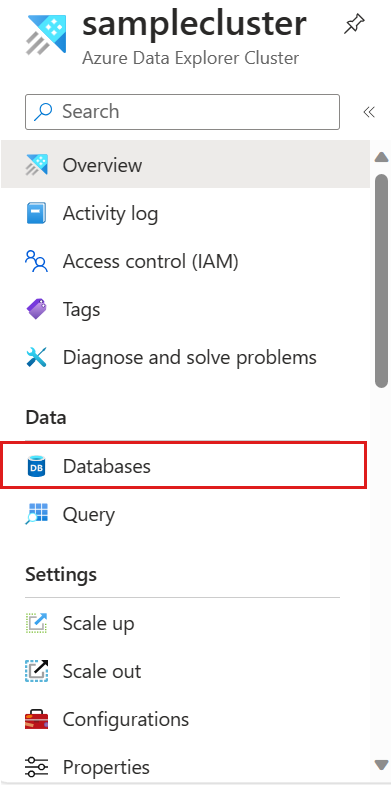 samplecluster
Azure Data Explorer Cluster
Search
Overview
Activity log
Access control (IAM)
Tags
Diagnose and solve problems
Data
DB Databases
Query
Settings
Scale up
Scale out
Configurations
Properties